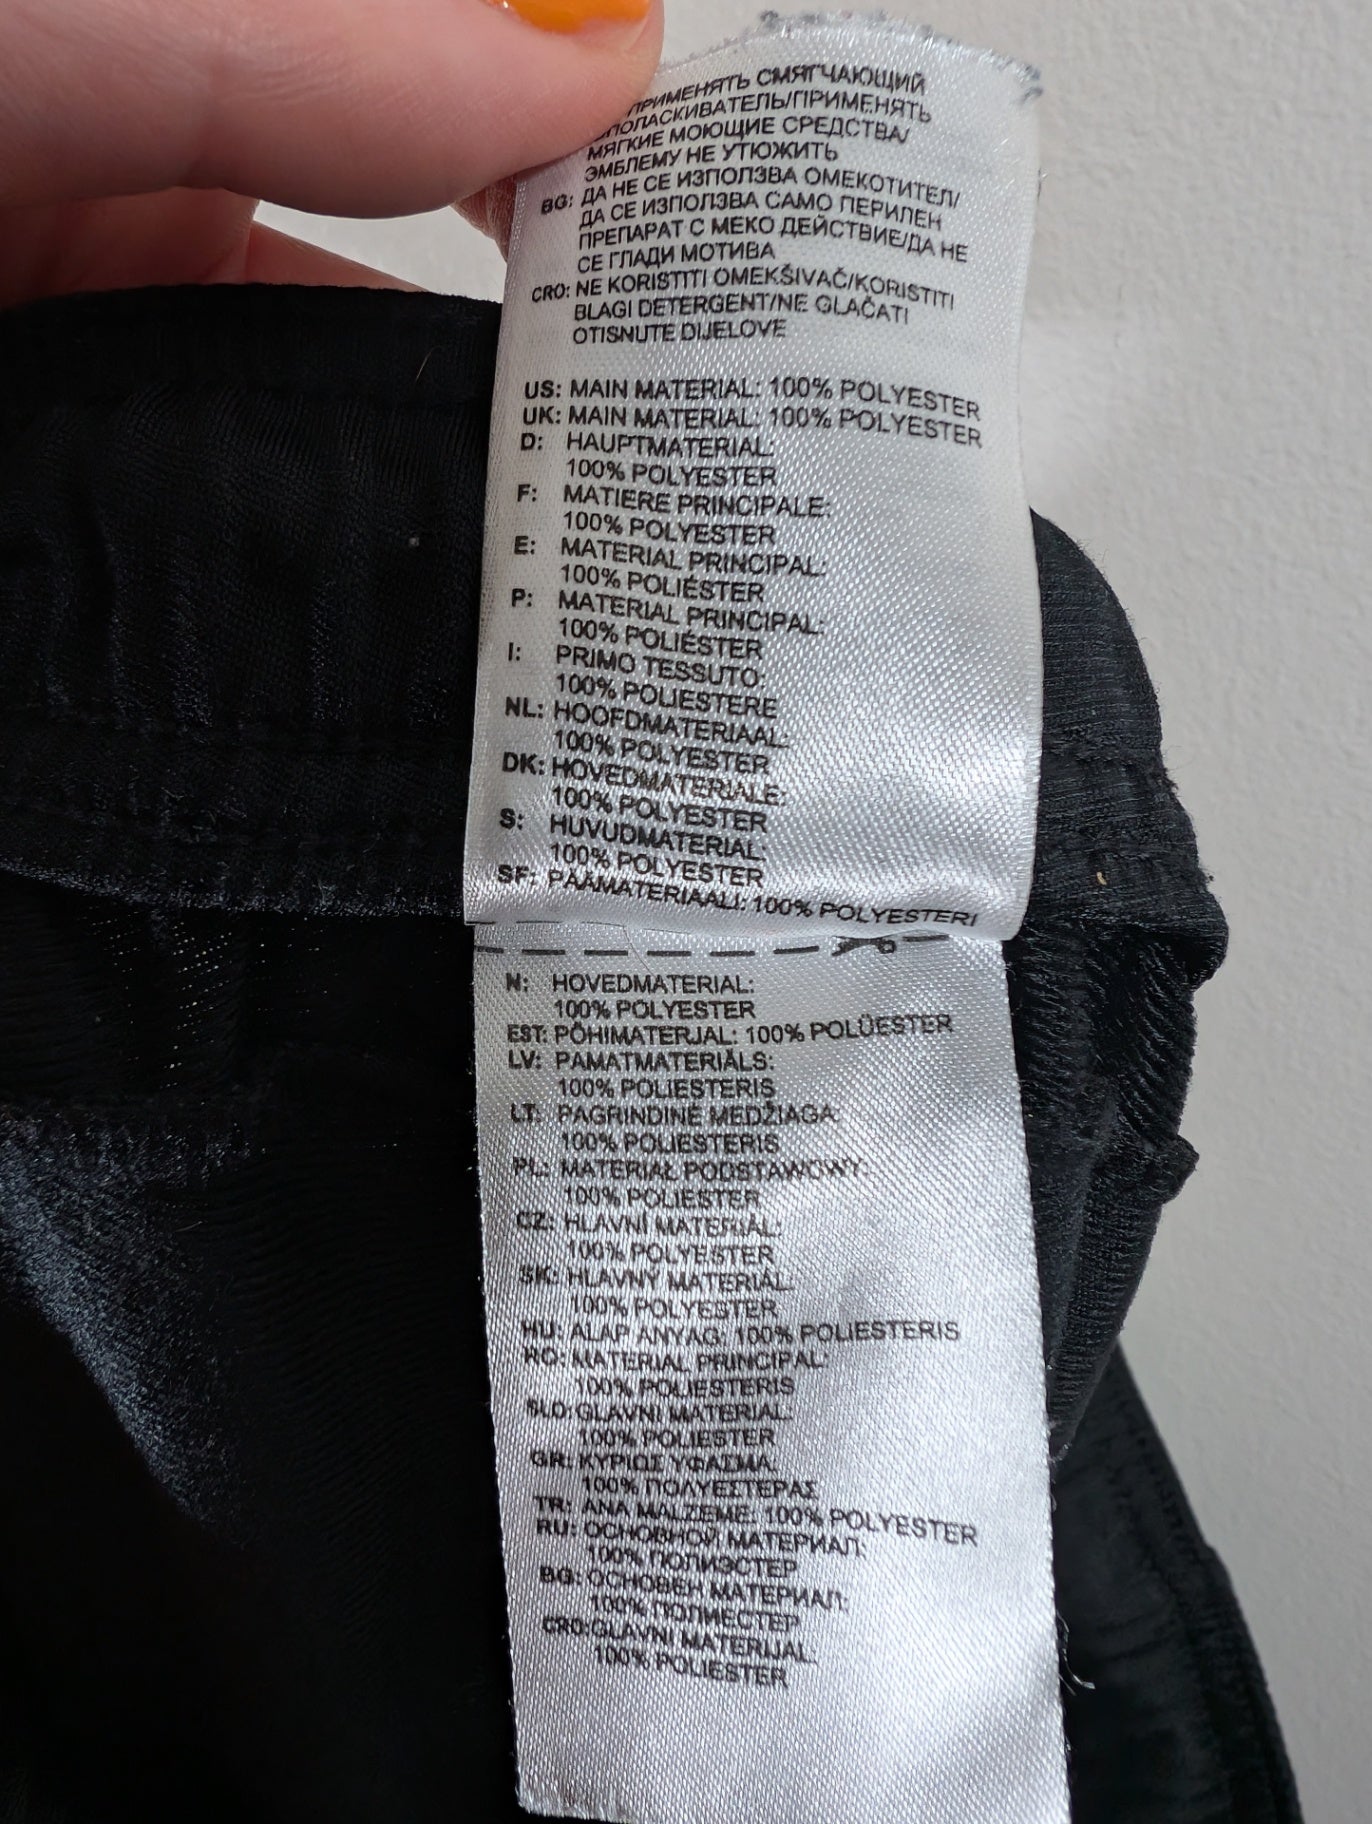 ПРИМЕНЯТЬ СМЯГЧАЮЩИЙ
ОПОЛАСКИВАТЕЛЬ/ПРИМЕНЯТЬ
МЯГКИЕ МОЮЩИЕ СРЕДСТВА/
ЭМБЛЕМУ НЕ УТЮЖИТЬ
BG: ДА НЕ СЕ ИЗПОЛЗВА ОМЕКОТИТЕЛ/
ДА СЕ ИЗПОЛЗВА САМО ПЕРИЛЕН
ПРЕПАРАТ С МЕКО ДЕЙСТВИЕ/ДА НЕ
СЕ ГЛАДИ МОТИВА
CRO: NE KORISTITI OMEKŠIVAČ/KORISTITI
BLAGI DETERGENT/NE GLAČATI
OTISNUTE DIJELOVE
US: MAIN MATERIAL: 100% POLYESTER
UK: MAIN MATERIAL: 100% POLYESTER
D: HAUPTMATERIAL:
100% POLYESTER
F: MATIERE PRINCIPALE:
100% POLYESTER
E: MATERIAL PRINCIPAL:
100% POLIÉSTER
P: MATERIAL PRINCIPAL:
100% POLIÉSTER
I: PRIMO TESSUTO:
100% POLIESTERE
NL: HOOFDMATERIAAL:
100% POLYESTER
DK: HOVEDMATERIALE:
100% POLYESTER
S: HUVUDMATERIAL:
100% POLYESTER
SF: PÄÄMATERIAALI: 100% POLYESTERI
6
N: HOVEDMATERIAL:
100% POLYESTER
EST: PÕHIMATERJAL: 100% POLÜESTER
LV: PAMATMATERIĀLS:
100% POLIESTERIS
LT: PAGRINDINĖ MEDŽIAGA:
100% POLIESTERIS
PL: MATERIAŁ PODSTAWOWY:
100% POLIESTER
CZ: HLAVNÍ MATERIÁL:
100% POLYESTER
SK: HLAVNÝ MATERIÁL
100% POLYESTER
HU: ALAP ANYAG: 100% POLIESTERIS
RO: MATERIAL PRINCIPAL:
100% POLIESTERIS
SLO: GLAVNI MATERIAL:
100% POLIESTER
GR: ΚΥΡΙΩΣ ΥΦΑΣΜΑ.
100% ΠΟΛΥΕΣΤΕΡΑΣ
TR: ANA MALZEME: 100% POLYESTER
RU: ОСНОВНОЙ МАТЕРИАЛ:
100% ПОЛИЭСТЕР
BG: ОСНОВЕН МАТЕРИАЛ:
100% ПОЛИЕСТЕР
CRO: GLAVNI MATERIJAL
100% POLIESTER